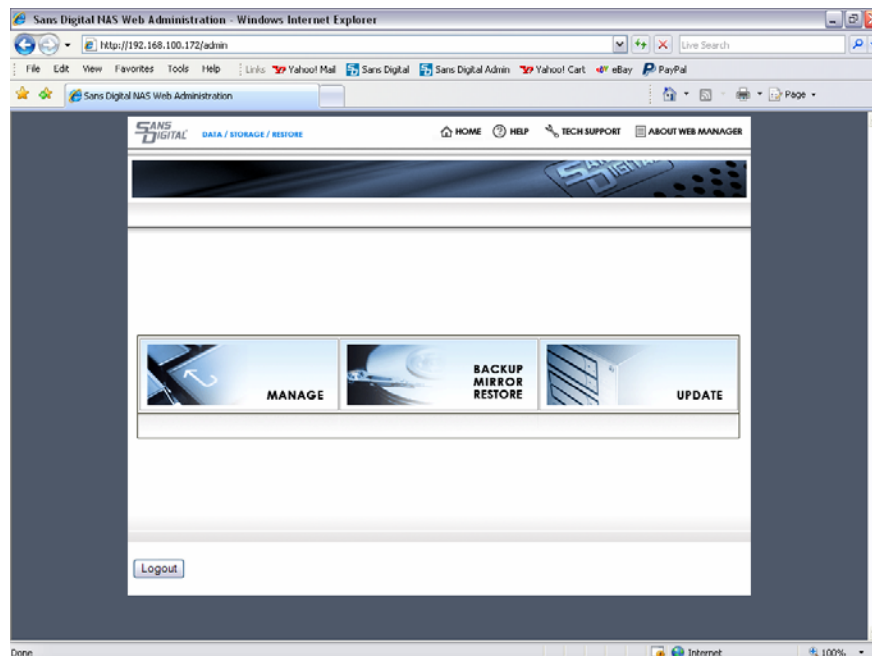 Sans Digital NAS Web Administration - Windows Internet Explorer
http://192.168.100.172/admin
Live Search
File Edit View Favorites Tools Help Links Yahoo! Mail Sans Digital Sans Digital Admin Yahoo! Cart eBay PayPal
Sans Digital NAS Web Administration
Page
SANS DIGITAL DATA / STORAGE / RESTORE HOME HELP TECH SUPPORT ABOUT WEB MANAGER
SANS DIGITAL
MANAGE
BACKUP
MIRROR
RESTORE
UPDATE
Logout
Done Internet 100%